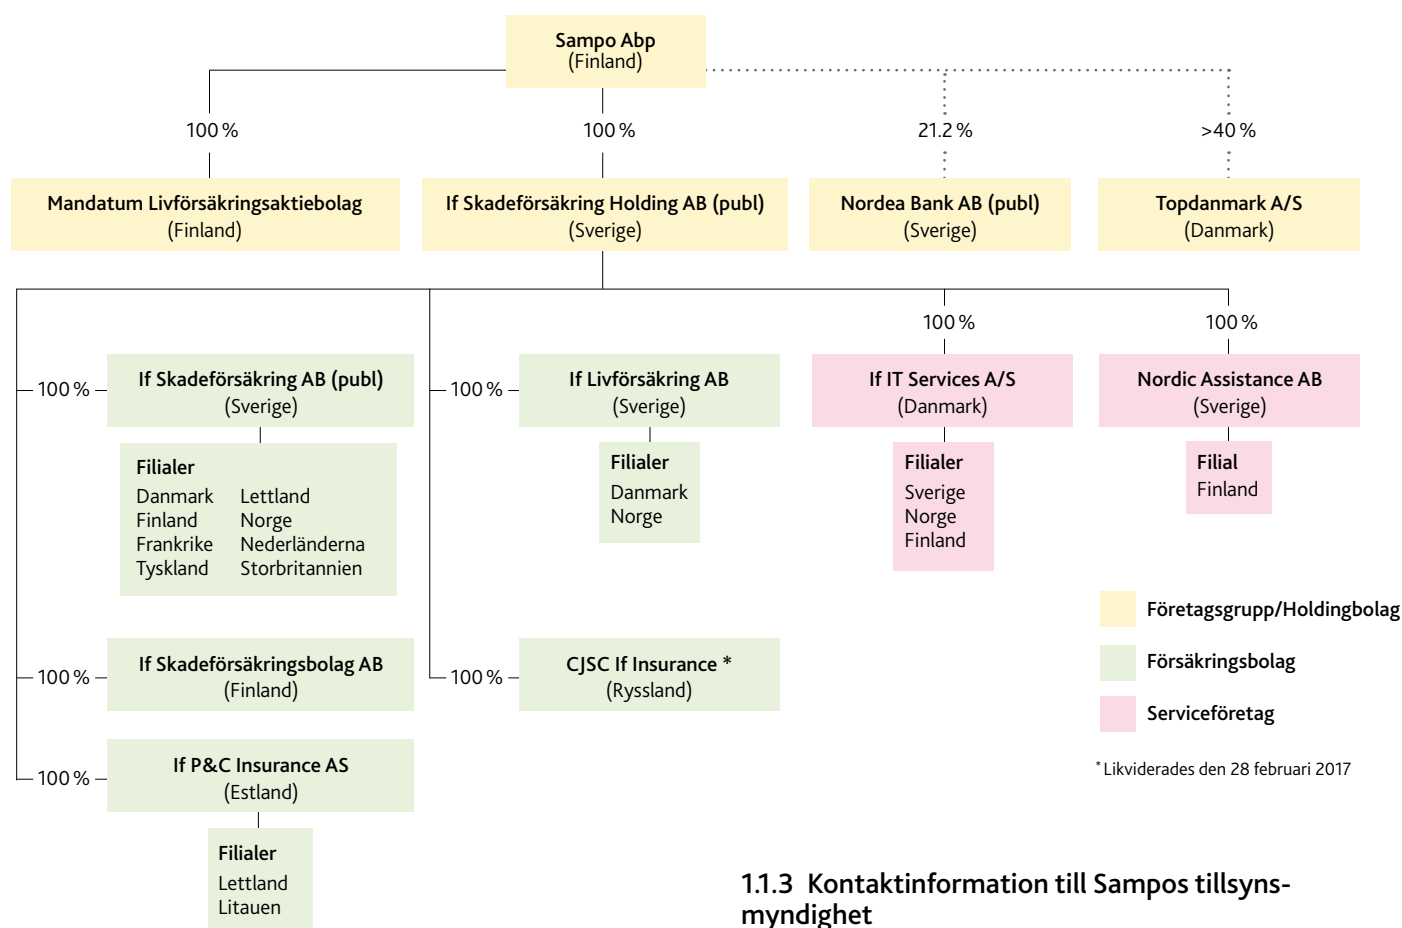 Sampo Abp
(Finland)
100 %
100 %
21.2 %
>40 %
Mandatum Livförsäkringsaktiebolag
(Finland)
If Skadeförsäkring Holding AB (publ)
(Sverige)
Nordea Bank AB (publ)
(Sverige)
Topdanmark A/S
(Danmark)
100 %
100 %
100 %
If Skadeförsäkring AB (publ)
(Sverige)
100 %
If Livförsäkring AB
(Sverige)
If IT Services A/S
(Danmark)
Nordic Assistance AB
(Sverige)
Filialer
Danmark Lettland
Finland Norge
Frankrike Nederländerna
Tyskland Storbritannien
Filialer
Danmark
Norge
Filialer
Sverige
Norge
Finland
Filial
Finland
Företagsgrupp/Holdingbolag
Försäkringsbolag
Serviceföretag
* Likviderades den 28 februari 2017
100 %
If Skadeförsäkringsbolag AB
(Finland)
100 %
CJSC If Insurance *
(Ryssland)
100 %
If P&C Insurance AS
(Estland)
Filialer
Lettland
Litauen
1.1.3 Kontaktinformation till Sampos tillsyns-
myndighet